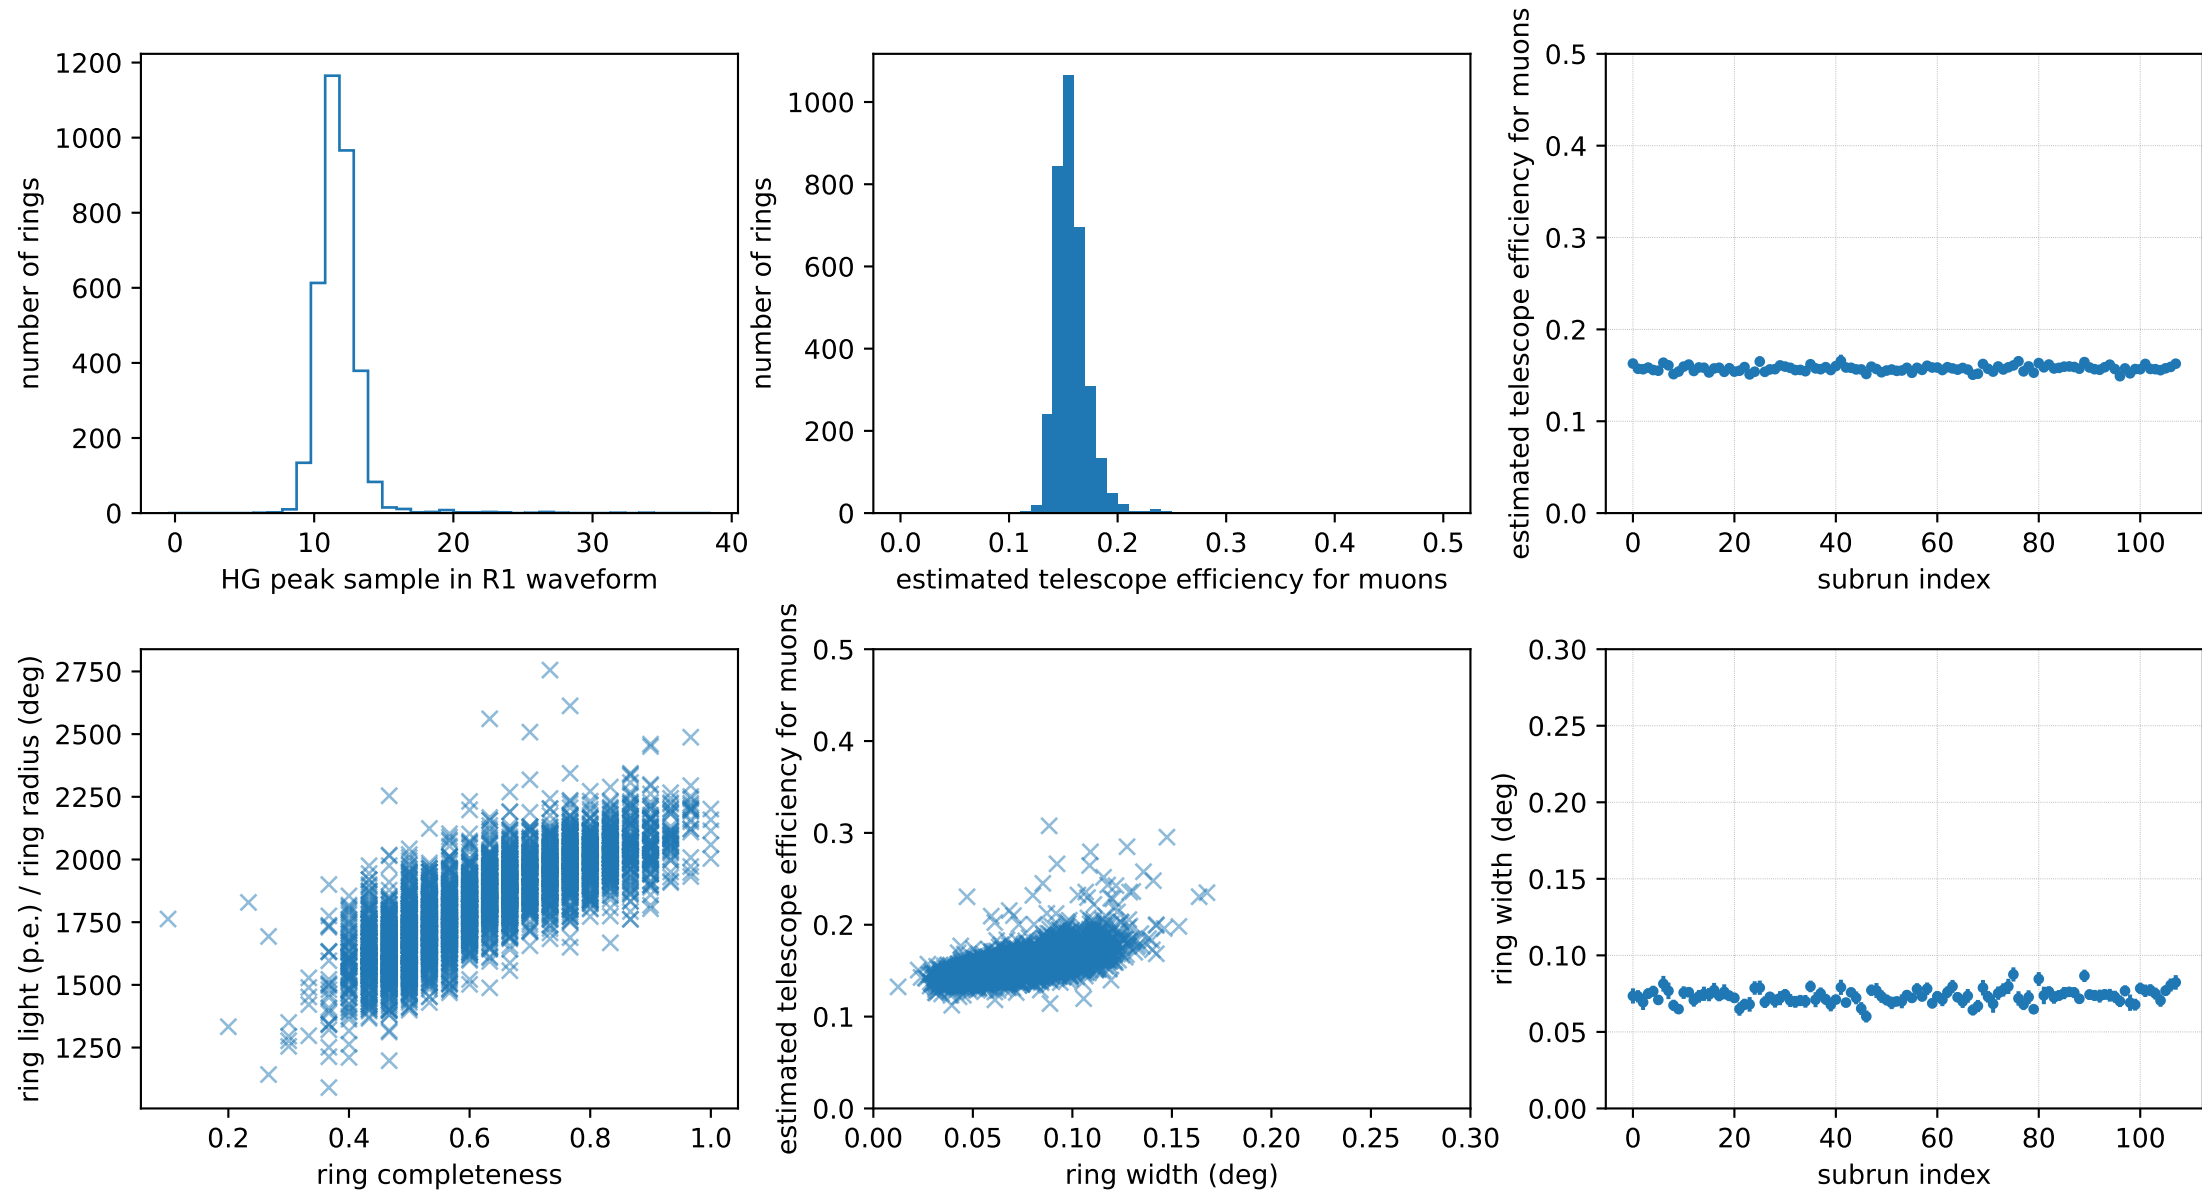 number of rings
1200
1000
800
600
400
200
0
0 10 20 30 40
HG peak sample in R1 waveform
number of rings
1000
800
600
400
200
0
0.0 0.1 0.2 0.3 0.4 0.5
estimated telescope efficiency for muons
estimated telescope efficiency for muons
0.5
0.4
0.3
0.2
0.1
0.0
0 20 40 60 80 100
subrun index
ring light (p.e.) / ring radius (deg)
2750
2500
2250
2000
1750
1500
1250
0.2 0.4 0.6 0.8 1.0
ring completeness
estimated telescope efficiency for muons
0.5
0.4
0.3
0.2
0.1
0.0
0.00 0.05 0.10 0.15 0.20 0.25 0.30
ring width (deg)
ring width (deg)
0.30
0.25
0.20
0.15
0.10
0.05
0.00
0 20 40 60 80 100
subrun index